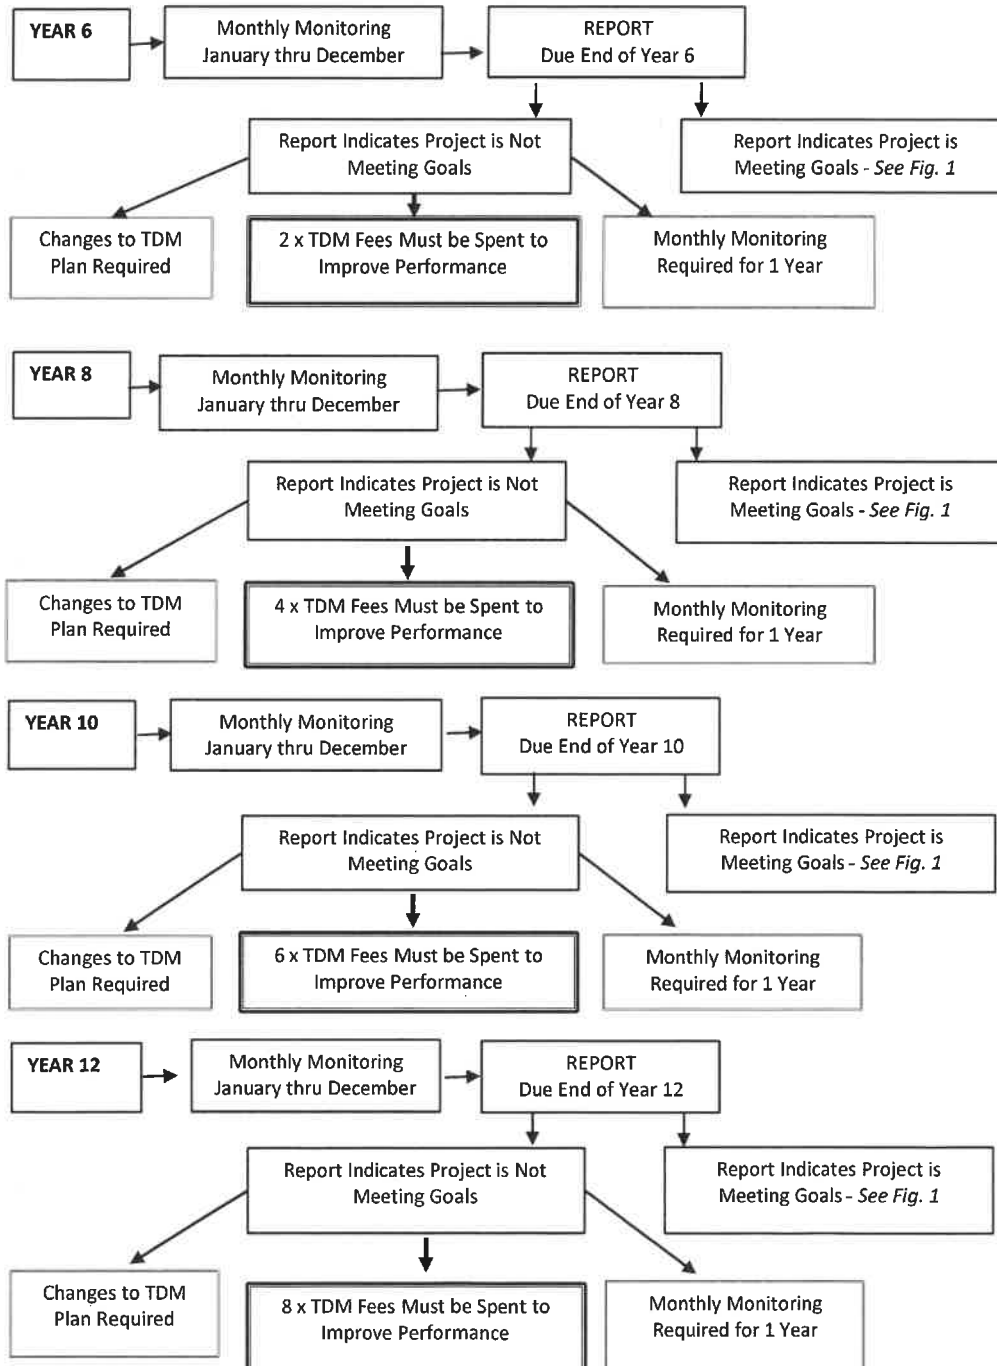 YEAR 6
Monthly Monitoring
January thru December
REPORT
Due End of Year 6
Report Indicates Project is Not
Meeting Goals
Report Indicates Project is
Meeting Goals - See Fig. 1
Changes to TDM
Plan Required
2 x TDM Fees Must be Spent to
Improve Performance
Monthly Monitoring
Required for 1 Year
YEAR 8
Monthly Monitoring
January thru December
REPORT
Due End of Year 8
Report Indicates Project is Not
Meeting Goals
Report Indicates Project is
Meeting Goals - See Fig. 1
Changes to TDM
Plan Required
4 x TDM Fees Must be Spent to
Improve Performance
Monthly Monitoring
Required for 1 Year
YEAR 10
Monthly Monitoring
January thru December
REPORT
Due End of Year 10
Report Indicates Project is Not
Meeting Goals
Report Indicates Project is
Meeting Goals - See Fig. 1
Changes to TDM
Plan Required
6 x TDM Fees Must be Spent to
Improve Performance
Monthly Monitoring
Required for 1 Year
YEAR 12
Monthly Monitoring
January thru December
REPORT
Due End of Year 12
Report Indicates Project is Not
Meeting Goals
Report Indicates Project is
Meeting Goals - See Fig. 1
Changes to TDM
Plan Required
8 x TDM Fees Must be Spent to
Improve Performance
Monthly Monitoring
Required for 1 Year